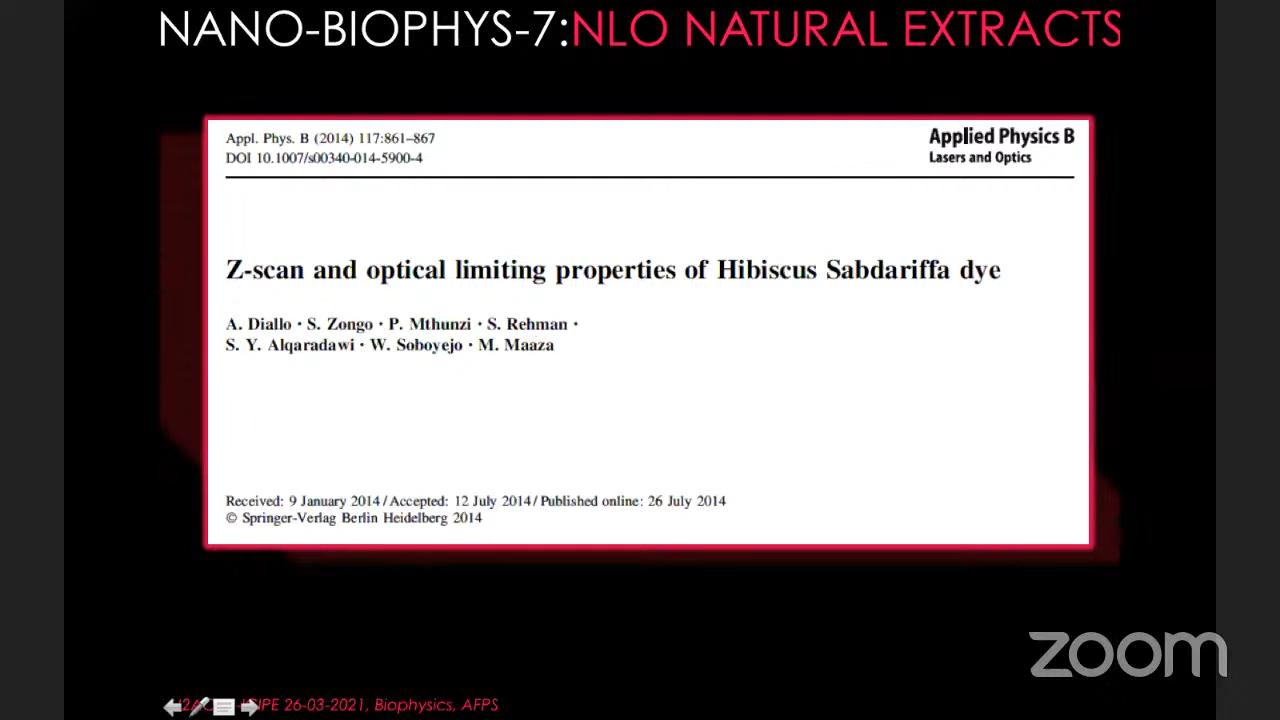 NANO-BIOPHYS-7:NLO NATURAL EXTRACTS
Appl. Phys. B (2014) 117:861–867
DOI 10.1007/s00340-014-5900-4
Applied Physics B
Lasers and Optics
Z-scan and optical limiting properties of Hibiscus Sabdariffa dye
A. Diallo · S. Zongo · P. Mthunzi · S. Rehman ·
S. Y. Alqaradawi · W. Soboyejo · M. Maaza
Received: 9 January 2014 / Accepted: 12 July 2014 / Published online: 26 July 2014
© Springer-Verlag Berlin Heidelberg 2014
zoom
26-03-2021, Biophysics, AFPS